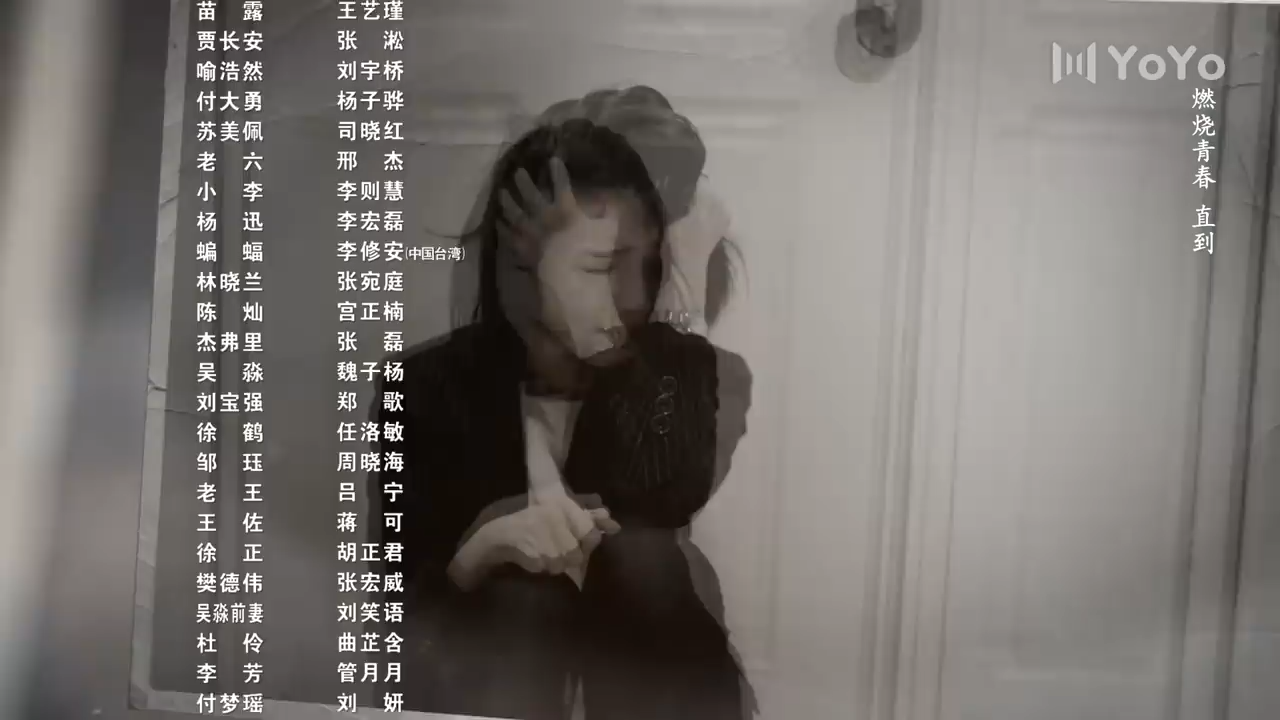 苗露 王艺瑾
贾长安 张淞
喻浩然 刘宇桥
付大勇 杨子骅
苏美佩 司晓红
老六 邢杰
小李 李则慧
杨迅 李宏磊
蝙蝠 李修安(中国台湾)
林晓兰 张宛庭
陈灿 宫正楠
杰弗里 张磊
吴淼 魏子杨
刘宝强 郑歌
徐鹤 任洛敏
邹珏 周晓海
老王 吕宁
王佐 蒋可
徐正 胡正君
樊德伟 张宏威
吴淼前妻 刘笑语
杜伶 曲芷含
李芳 管月月
付梦瑶 刘妍
YoYo
燃烧青春 直到